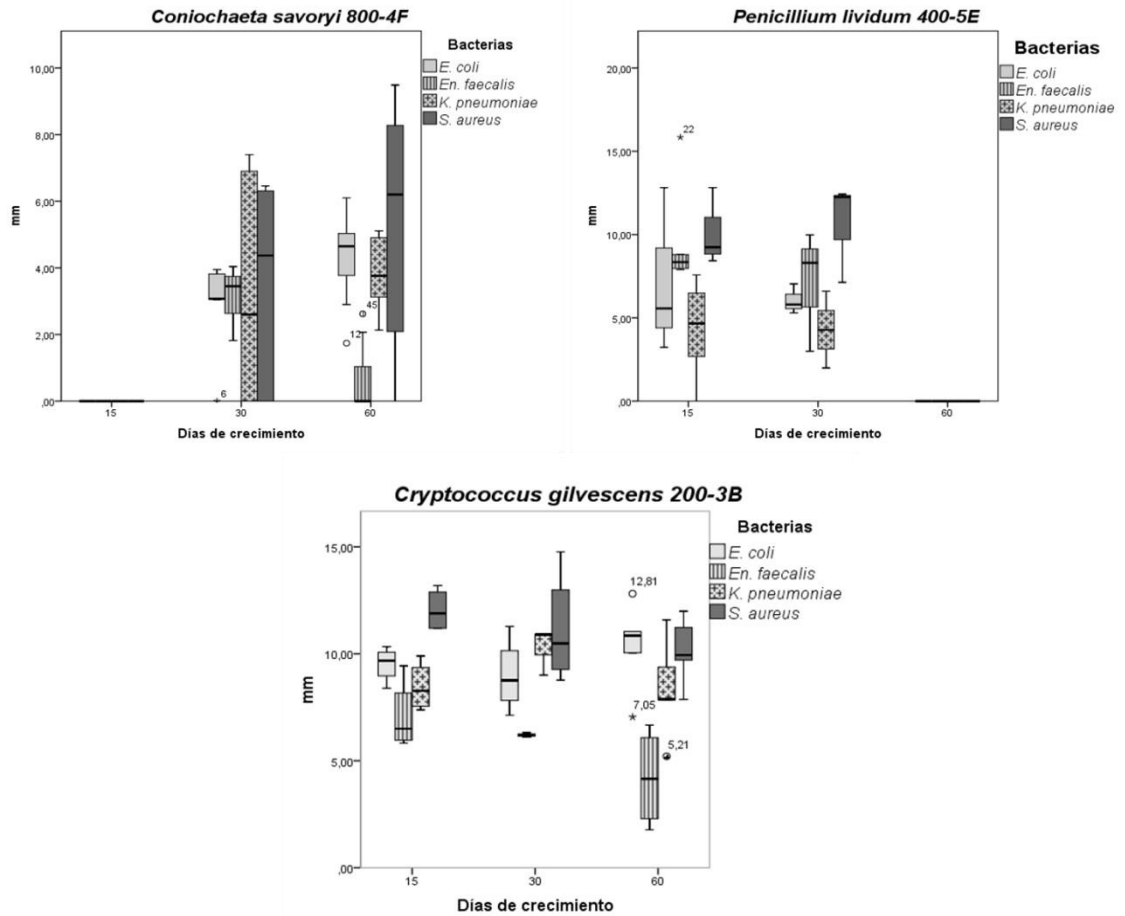 Coniochaeta savoryi 800-4F
Bacterias
E. coli
En. faecalis
K. pneumoniae
S. aureus
10,00
8,00
6,00
4,00
2,00
,00
mm
6
12
45
15
30
60
Días de crecimiento
Penicillium lividum 400-5E
Bacterias
E. coli
En. faecalis
K. pneumoniae
S. aureus
20,00
15,00
10,00
5,00
,00
mm
22
15
30
60
Días de crecimiento
Cryptococcus gilvescens 200-3B
Bacterias
E. coli
En. faecalis
K. pneumoniae
S. aureus
15,00
10,00
5,00
,00
mm
12,81
7,05
5,21
15
30
60
Días de crecimiento